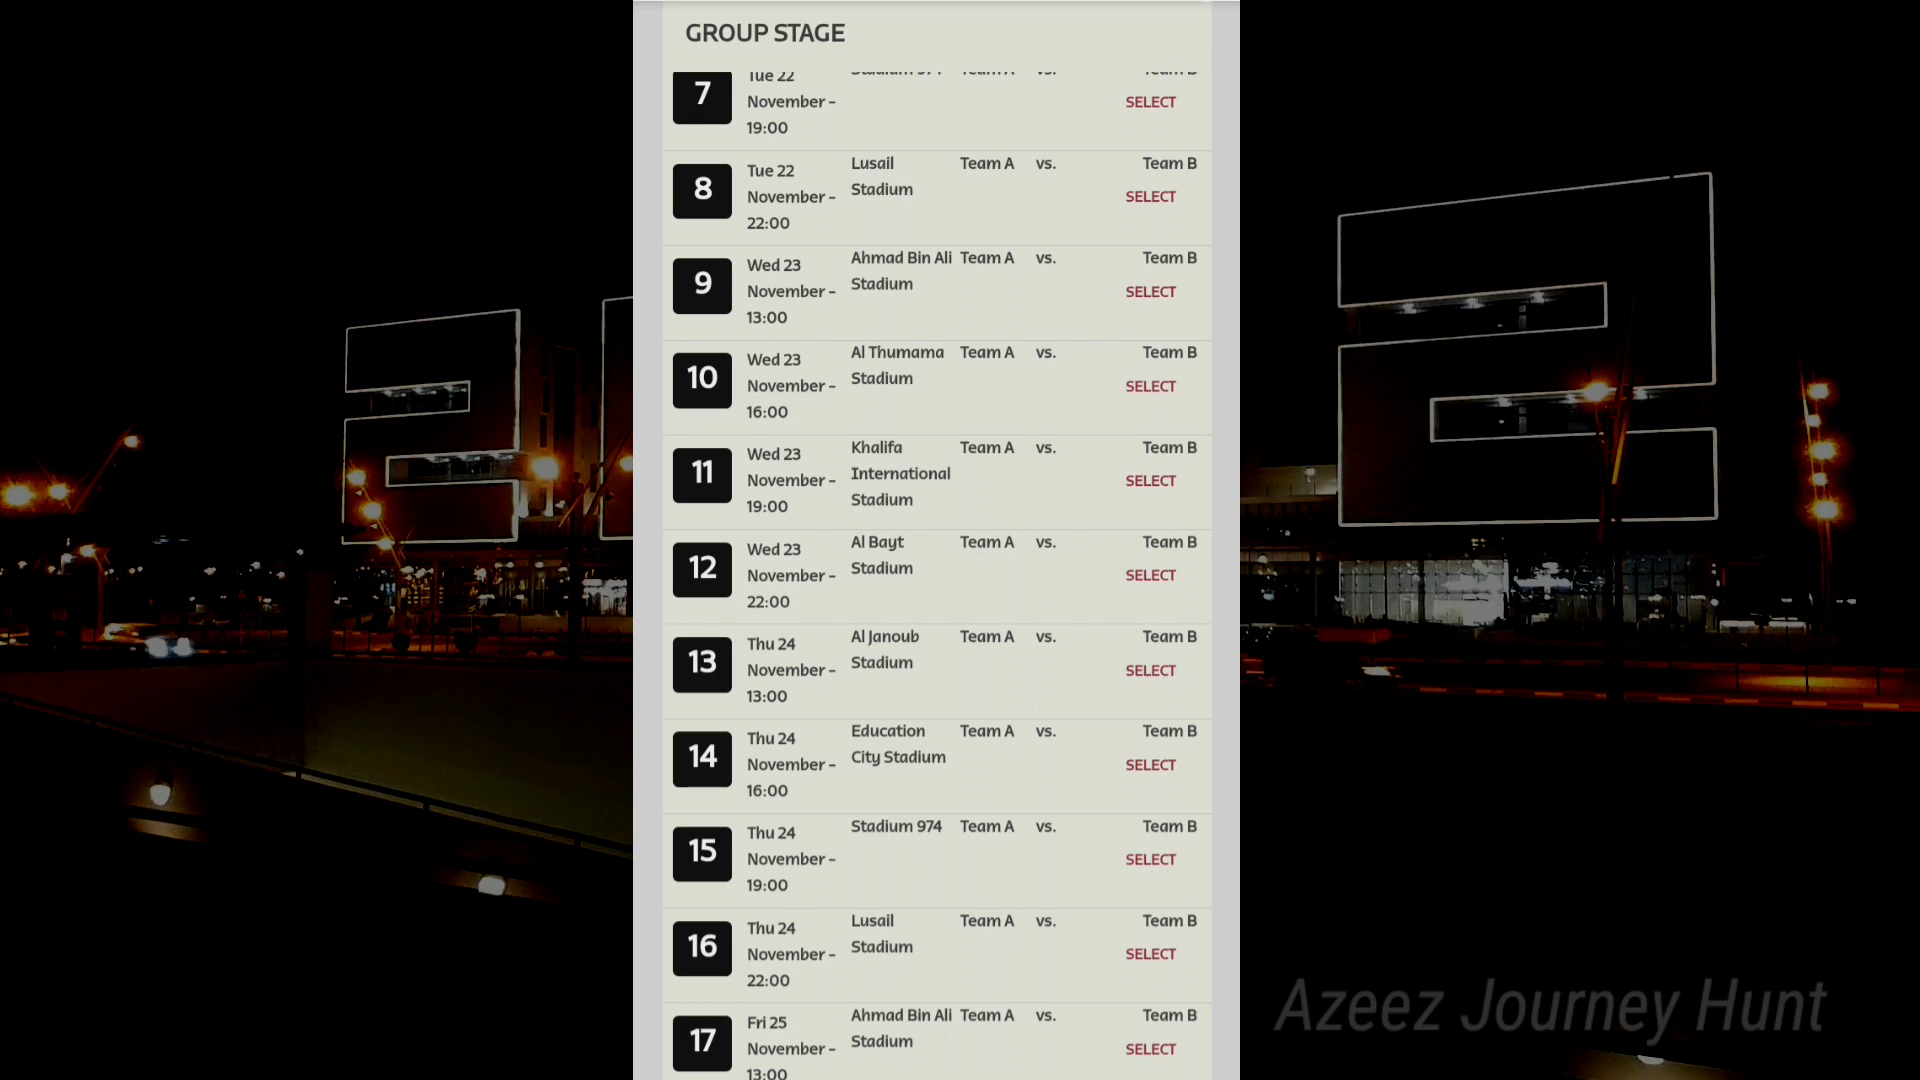 GROUP STAGE
7
Tue 22
November -
19:00
Stadium 974
Team A
vs.
Team B
SELECT
8
Tue 22
November -
22:00
Lusail
Stadium
Team A
vs.
Team B
SELECT
9
Wed 23
November -
13:00
Ahmad Bin Ali
Stadium
Team A
vs.
Team B
SELECT
10
Wed 23
November -
16:00
Al Thumama
Stadium
Team A
vs.
Team B
SELECT
11
Wed 23
November -
19:00
Khalifa
International
Stadium
Team A
vs.
Team B
SELECT
12
Wed 23
November -
22:00
Al Bayt
Stadium
Team A
vs.
Team B
SELECT
13
Thu 24
November -
13:00
Al Janoub
Stadium
Team A
vs.
Team B
SELECT
14
Thu 24
November -
16:00
Education
City Stadium
Team A
vs.
Team B
SELECT
15
Thu 24
November -
19:00
Stadium 974
Team A
vs.
Team B
SELECT
16
Thu 24
November -
22:00
Lusail
Stadium
Team A
vs.
Team B
SELECT
17
Fri 25
November -
13:00
Ahmad Bin Ali
Stadium
Team A
vs.
Team B
SELECT
Azeez Journey Hunt